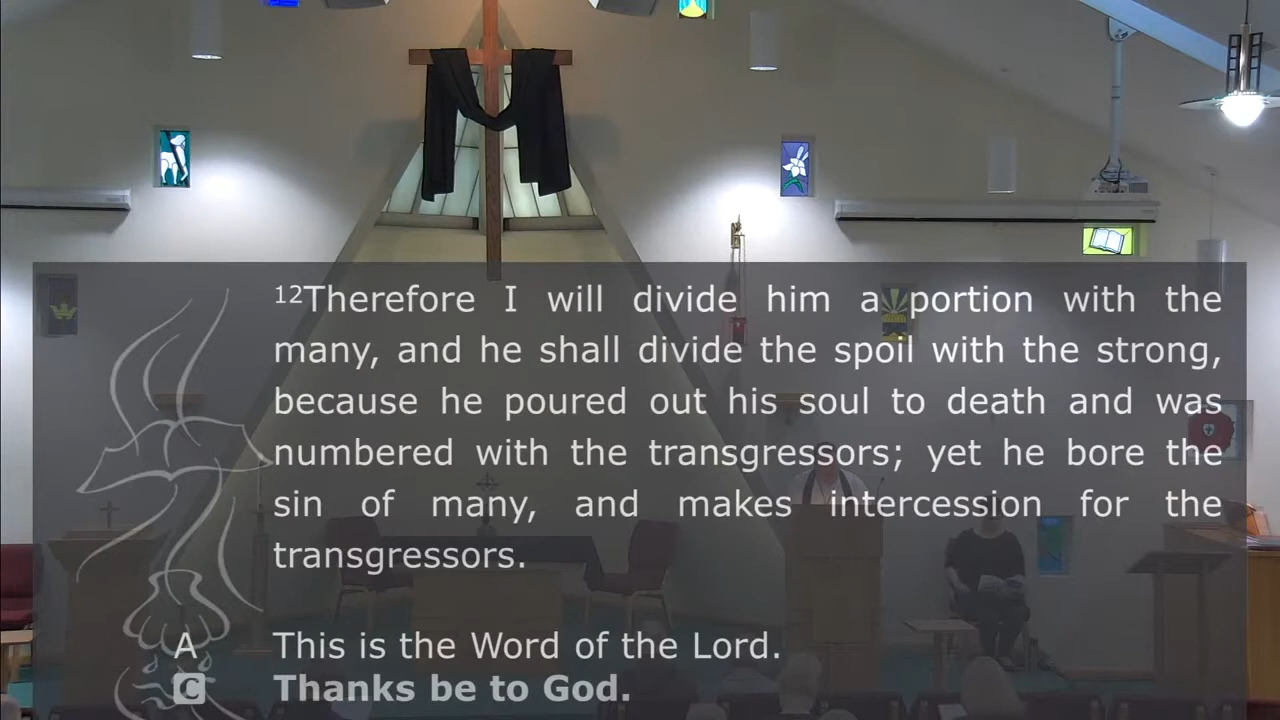 12Therefore I will divide him a portion with the
many, and he shall divide the spoil with the strong,
because he poured out his soul to death and was
numbered with the transgressors; yet he bore the
sin of many, and makes intercession for the
transgressors.
A This is the Word of the Lord.
C Thanks be to God.